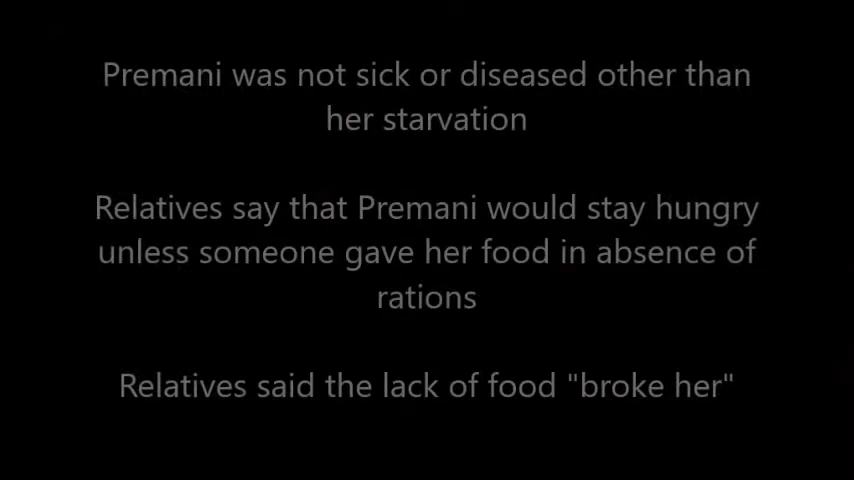 Premani was not sick or diseased other than
her starvation
Relatives say that Premani would stay hungry
unless someone gave her food in absence of
rations
Relatives said the lack of food "broke her"